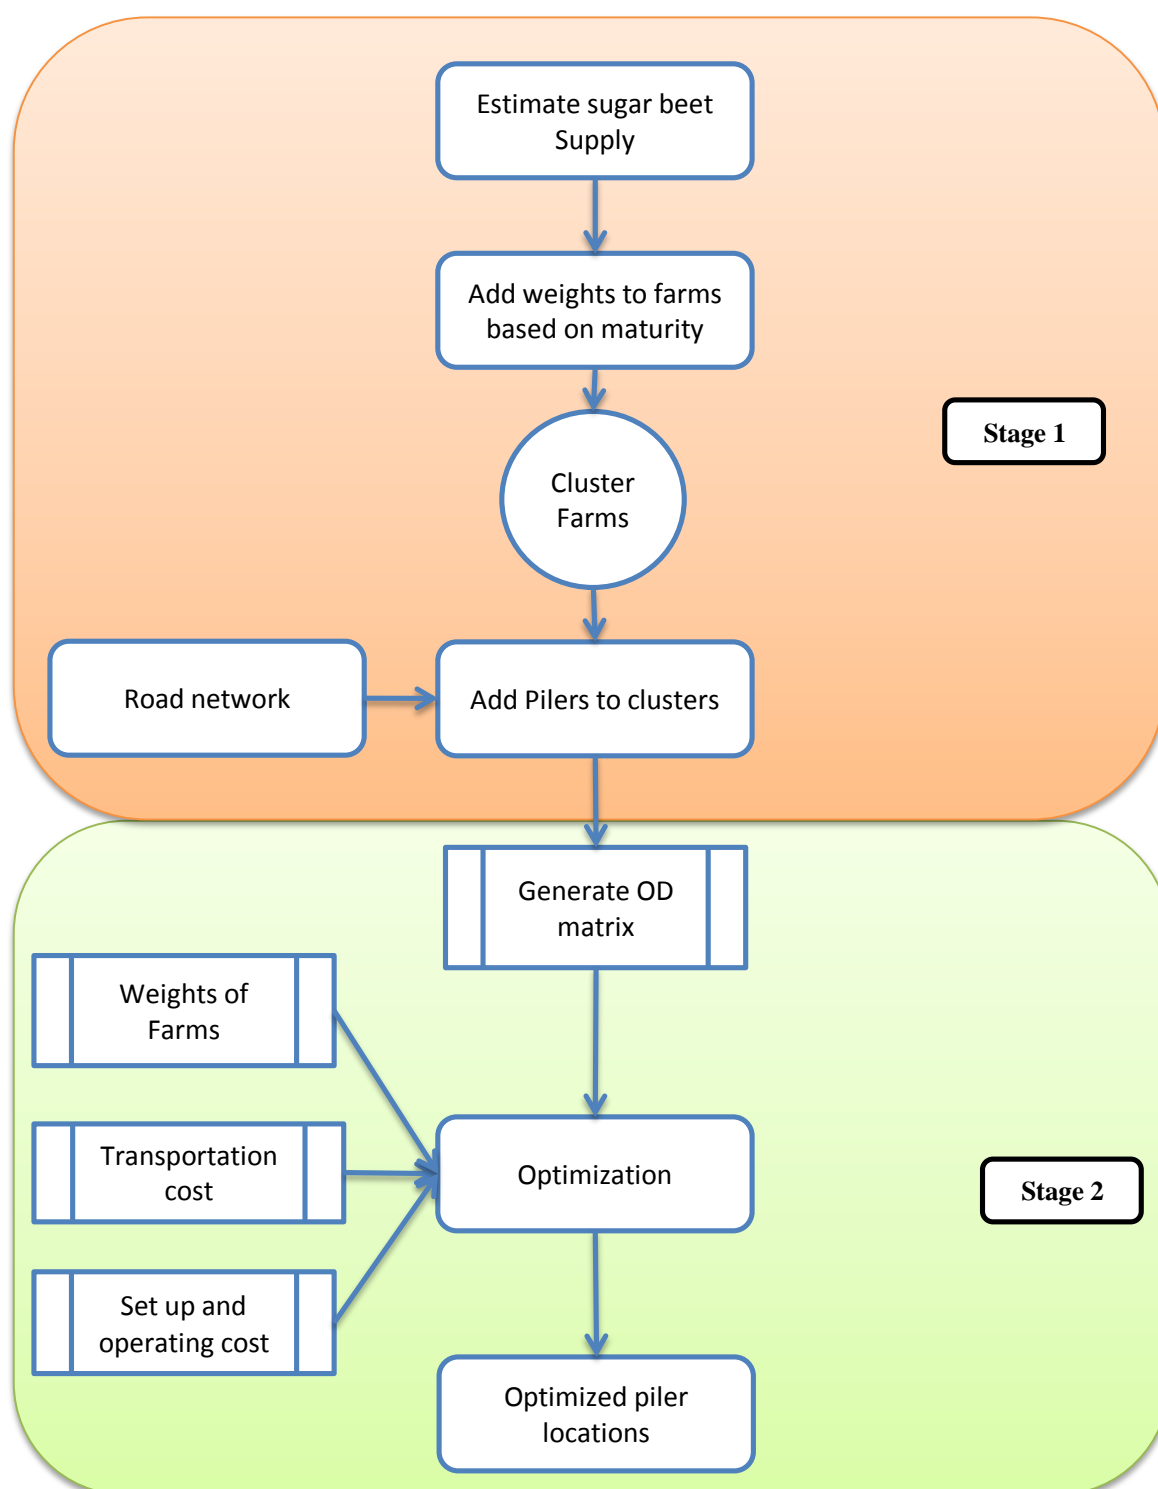 Estimate sugar beet
Supply
Add weights to farms
based on maturity
Stage 1
Cluster
Farms
Road network
Add Pilers to clusters
Generate OD
matrix
Weights of
Farms
Transportation
cost
Optimization
Stage 2
Set up and
operating cost
Optimized piler
locations